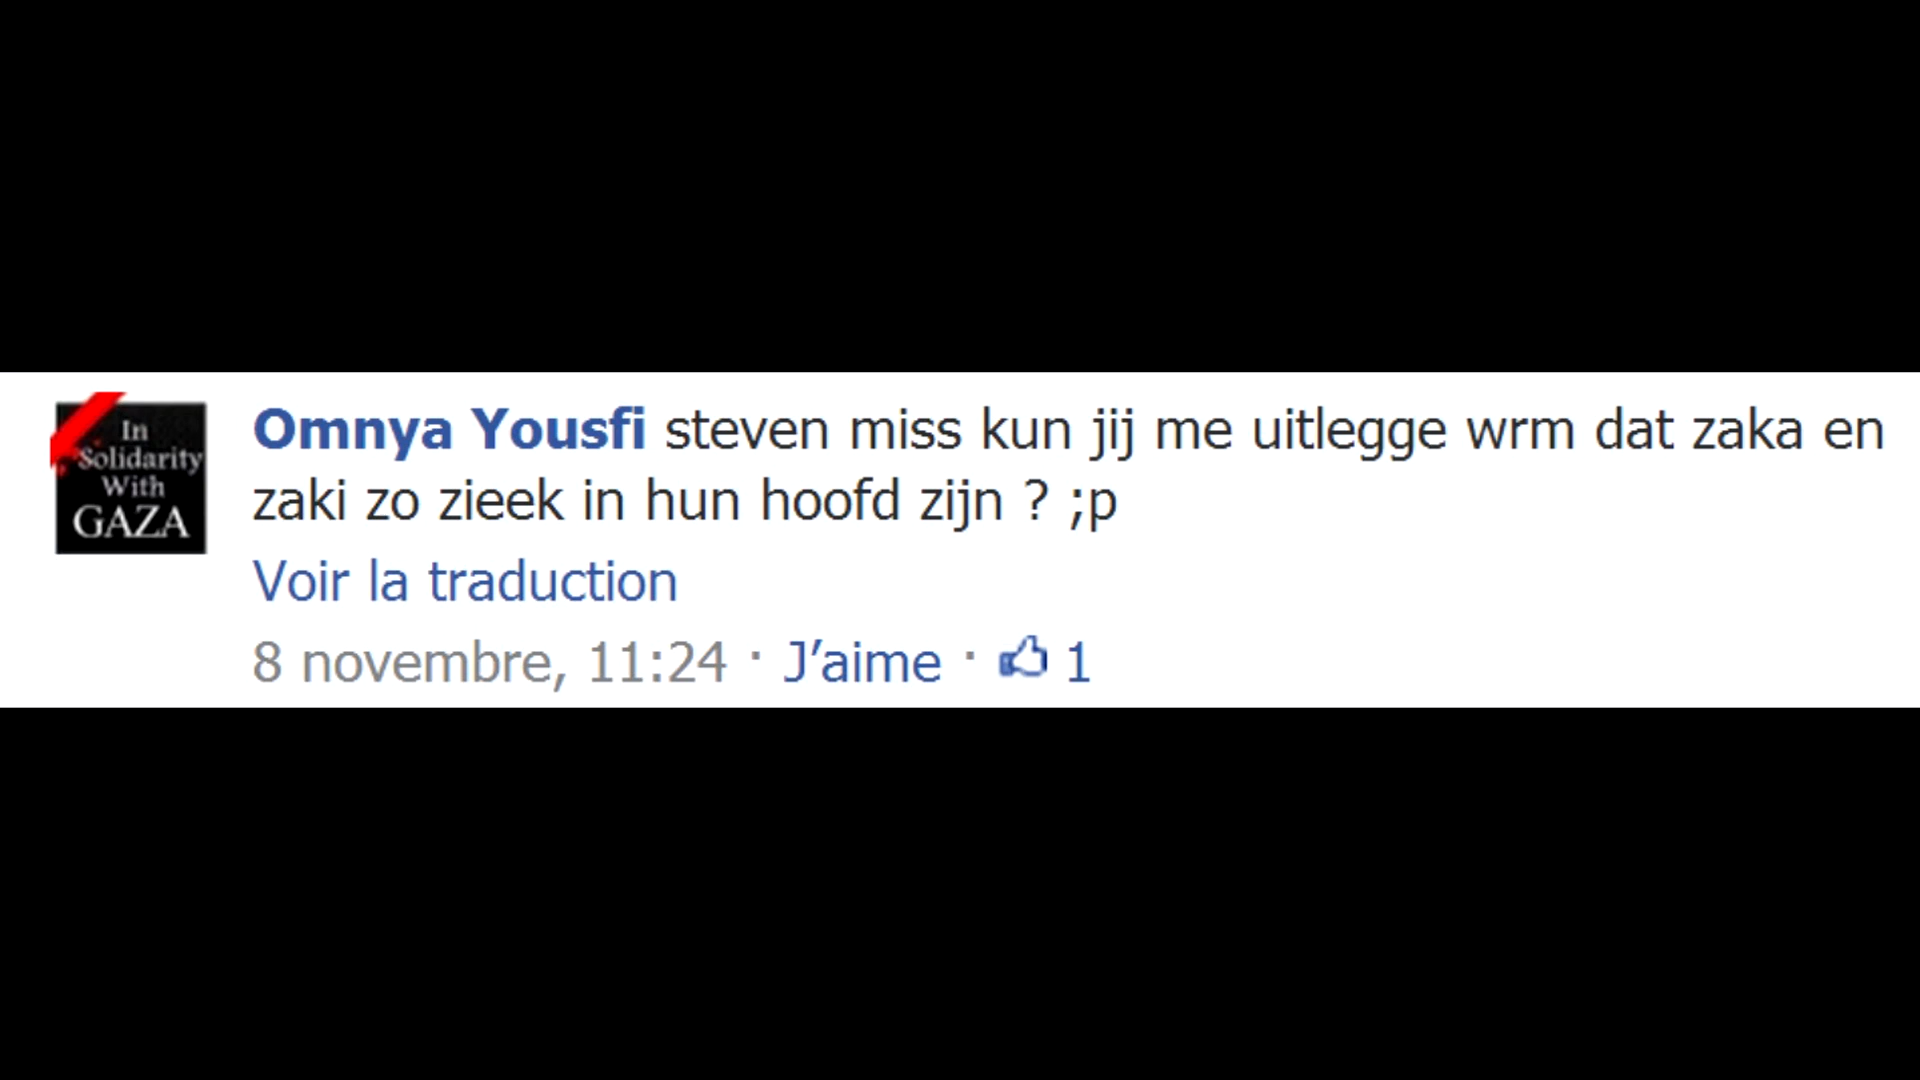 In
Solidarity
With
GAZA
Omnya Yousfi steven miss kun jij me uitlegge wrm dat zaka en
zaki zo zieek in hun hoofd zijn ? ;p
Voir la traduction
8 novembre, 11:24 · J’aime · 1